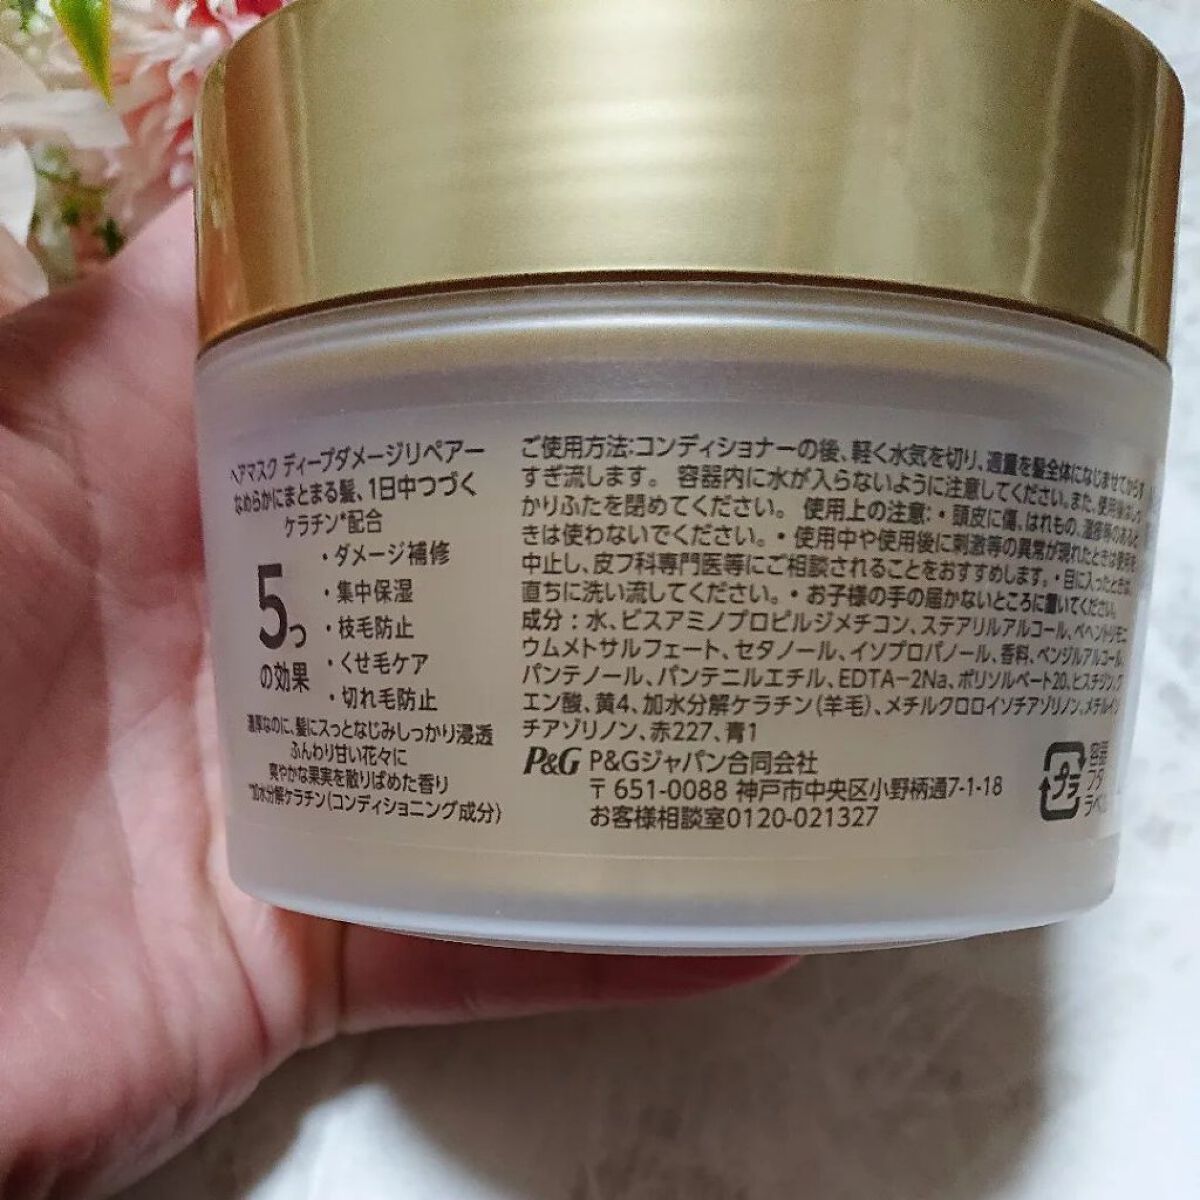 ヘアマスク ディープダメージリペアー
なめらかにまとまる髪、1日中つづく
ケラチン*配合
5つ
の効果
・ダメージ補修
・集中保湿
・枝毛防止
・くせ毛ケア
・切れ毛防止
濃厚なのに、髪にスッとなじみしっかり浸透
ふんわり甘い花々に
爽やかな果実を散りばめた香り
*加水分解ケラチン(コンディショニング成分)
ご使用方法:コンディショナーの後、軽く水気を切り、適量を髪全体になじませてからす
すぎ流します。 容器内に水が入らないように注意してください。また、使用後はしっ
かりふたを閉めてください。 使用上の注意:・頭皮に傷、はれもの、湿疹等のあると
きは使わないでください。・使用中や使用後に刺激等の異常が現れたときは使用を
中止し、皮フ科専門医等にご相談されることをおすすめします。・目に入ったときは、
直ちに洗い流してください。・お子様の手の届かないところに置いてください。
成分:水、ビスアミノプロピルジメチコン、ステアリルアルコール、ベヘントリモニ
ウムメトサルフェート、セタノール、イソプロパノール、香料、ベンジルアルコール、
パンテノール、パンテニルエチル、EDTA-2Na、ポリソルベート20、ヒスチジン、ク
エン酸、黄4、加水分解ケラチン(羊毛)、メチルクロロイソチアゾリノン、メチルイソ
チアゾリノン、赤227、青1
P&G P&Gジャパン合同会社
〒651-0088 神戸市中央区小野柄通7-1-18
お客様相談室0120-021327
プラ
容器
フタ
ラベル